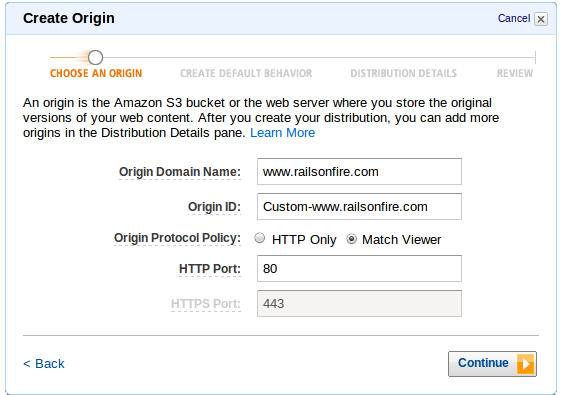 Create Origin
Cancel
CHOOSE AN ORIGIN
CREATE DEFAULT BEHAVIOR
DISTRIBUTION DETAILS
REVIEW
An origin is the Amazon S3 bucket or the web server where you store the original
versions of your web content. After you create your distribution, you can add more
origins in the Distribution Details pane. Learn More
Origin Domain Name: www.railsonfire.com
Origin ID: Custom-www.railsonfire.com
Origin Protocol Policy: HTTP Only Match Viewer
HTTP Port: 80
HTTPS Port: 443
< Back
Continue